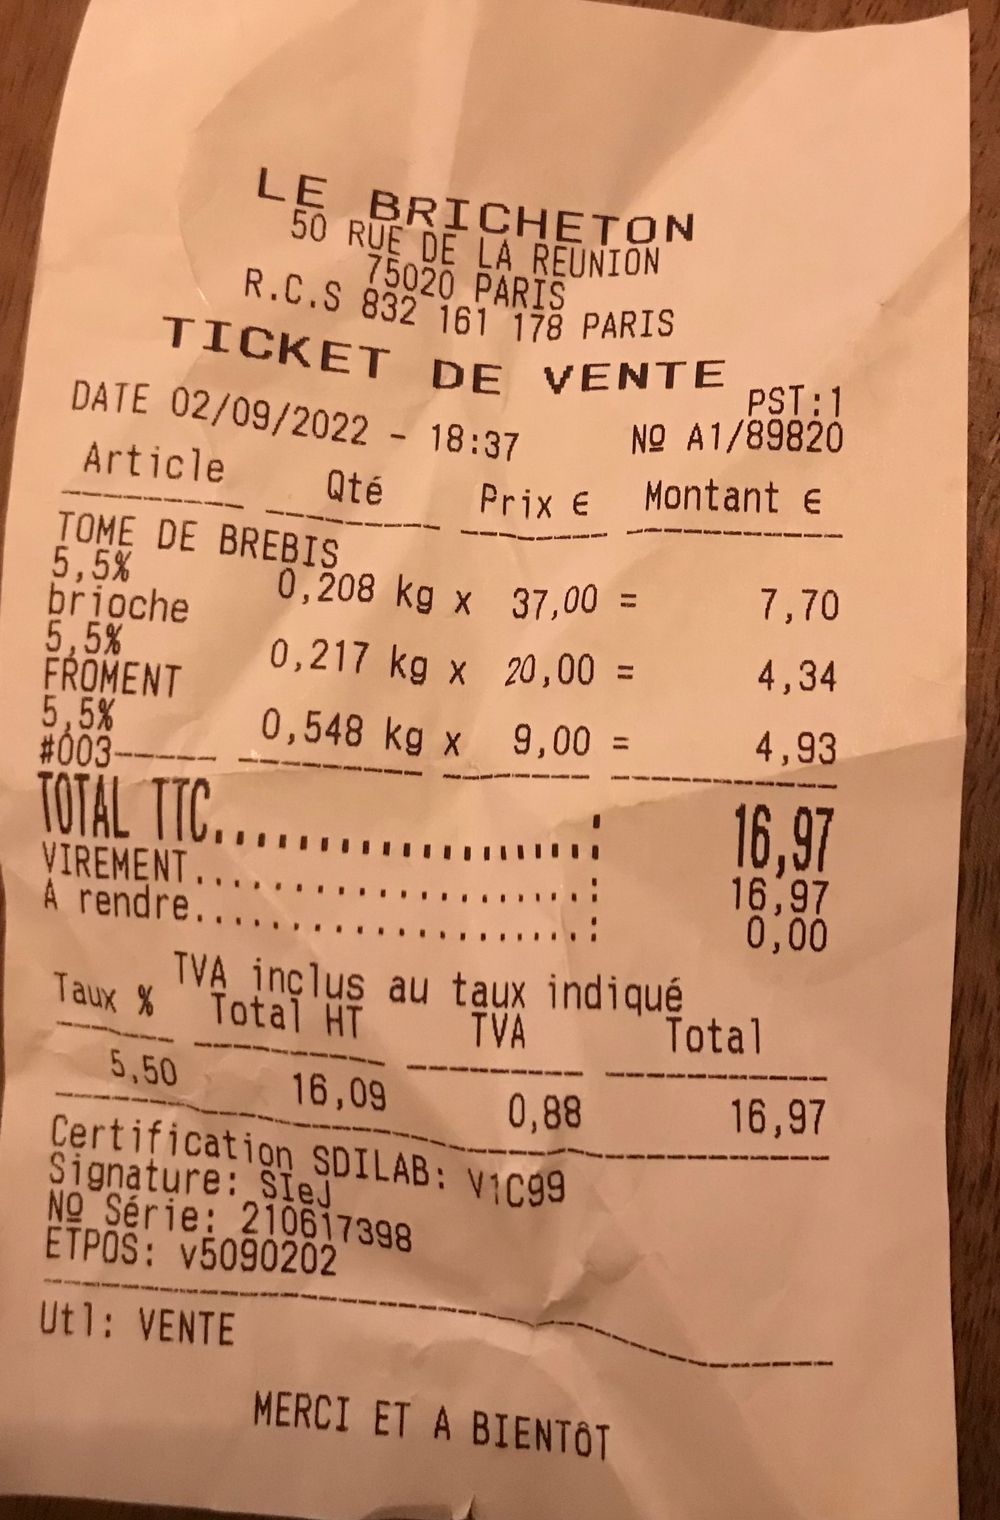 LE BRICHETON
50 RUE DE LA REUNION
75020 PARIS
R.C.S 832 161 178 PARIS
TICKET DE VENTE
PST:1
DATE 02/09/2022 - 18:37 Nº A1/89820
Article Qté Prix € Montant €
TOME DE BREBIS
5,5% 0,208 kg x 37,00 = 7,70
brioche
5,5% 0,217 kg x 20,00 = 4,34
FROMENT
5,5% 0,548 kg x 9,00 = 4,93
#003
TOTAL TTC......................: 16,97
VIREMENT.....................: 16,97
A rendre.....................: 0,00
TVA inclus au taux indiqué
Taux % Total HT TVA Total
5,50 16,09 0,88 16,97
Certification SDILAB: V1C99
Signature: SIeJ
Nº Série: 210617398
ETPOS: v5090202
Utl: VENTE
MERCI ET A BIENTÔT